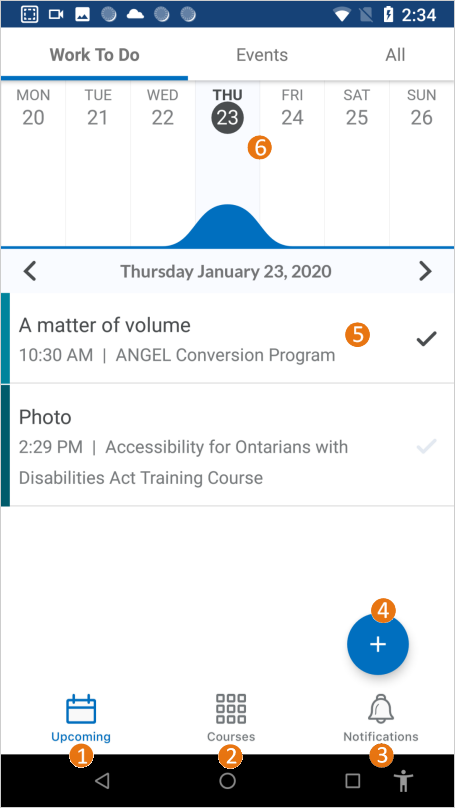 2:34
Work To Do Events All
MON TUE WED THU FRI SAT SUN
20 21 22 23 24 25 26
6
Thursday January 23, 2020
A matter of volume
5
10:30 AM | ANGEL Conversion Program
Photo
2:29 PM | Accessibility for Ontarians with
Disabilities Act Training Course
4
+
Upcoming Courses Notifications
1 2 3